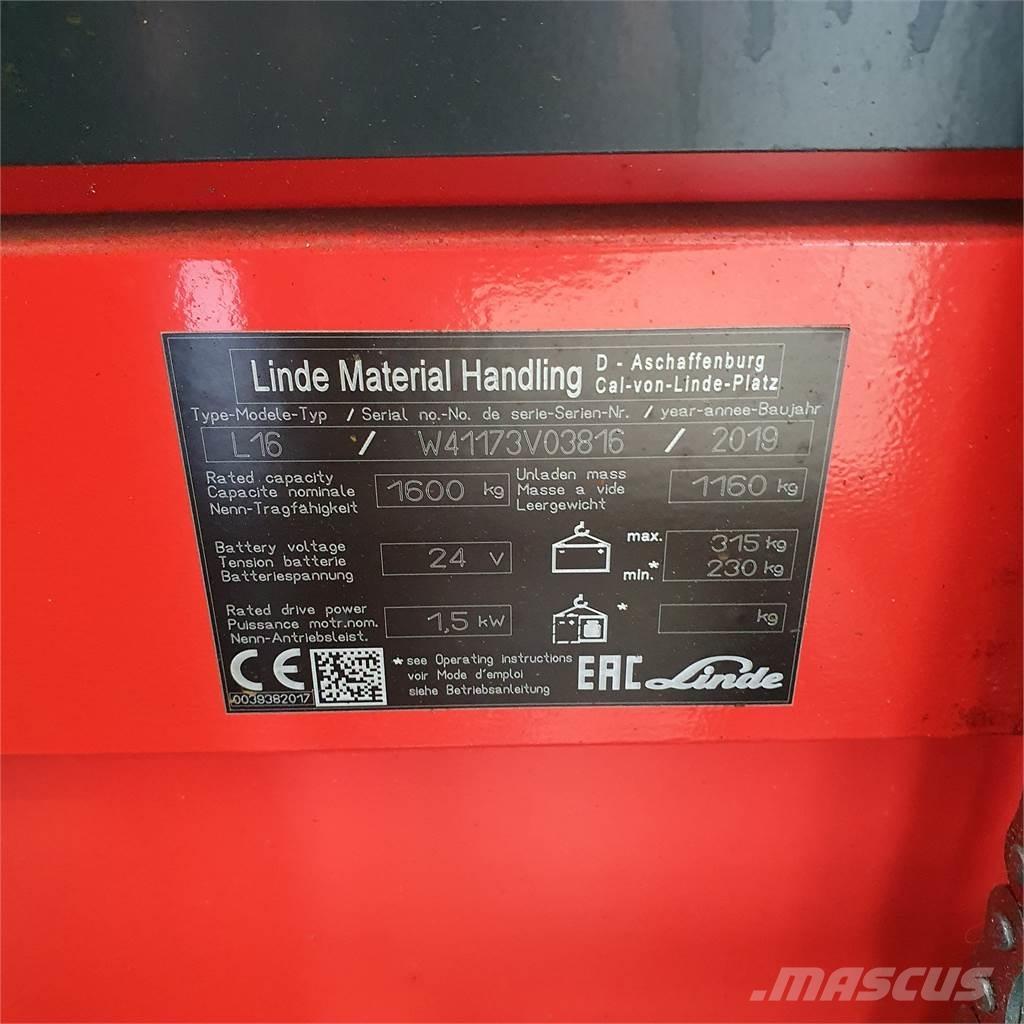 Linde Material Handling
D - Aschaffenburg
Cal-von-Linde-Platz
Type-Modele-Typ / Serial no.-No. de serie-Serien-Nr. / year-annee-Baujahr
L16 / W41173V03816 / 2019
Rated capacity
Capacite nominale
Nenn-Tragfähigkeit
1600 kg
Unladen mass
Masse a vide
Leergewicht
1160 kg
Battery voltage
Tension batterie
Batteriespannung
24 V
max. 315 kg
min.* 230 kg
Rated drive power
Puissance motr.nom.
Nenn-Antriebsleist.
1,5 kW
* kg
CE
0039382017
* see Operating instructions
voir Mode d'emploi
siehe Betriebsanleitung
EAC
Linde
.MASCUS